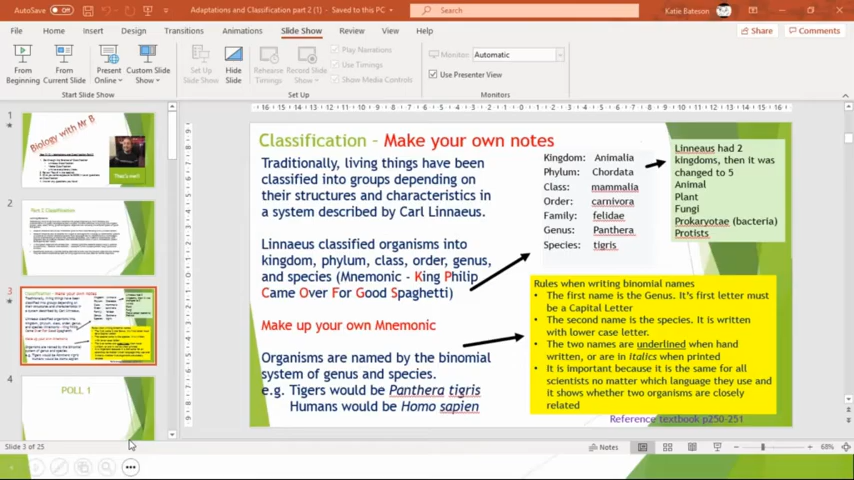 AutoSave Off
Adaptations and Classification part 2 (1) - Saved to this PC
Search
Katie Bateson
File Home Insert Draw Design Transitions Animations Slide Show Review View Help
Share Comments
From Beginning
From Current Slide
Present Online
Custom Slide Show
Set Up Slide Show
Hide Slide
Rehearse Timings
Record Slide Show
Play Narrations
Use Timings
Show Media Controls
Monitor: Automatic
Use Presenter View
Start Slide Show
Set Up
Monitors
1
Biology with Mr B
That's me!!
2
Part 2 Classification
3
4
POLL 1
Classification – Make your own notes
Traditionally, living things have been
classified into groups depending on
their structures and characteristics in
a system described by Carl Linnaeus.
Linnaeus classified organisms into
kingdom, phylum, class, order, genus,
and species (Mnemonic - King Philip
Came Over For Good Spaghetti)
Make up your own Mnemonic
Organisms are named by the binomial
system of genus and species.
e.g. Tigers would be Panthera tigris
Humans would be Homo sapien
Kingdom: Animalia
Phylum: Chordata
Class: mammalia
Order: carnivora
Family: felidae
Genus: Panthera
Species: tigris
Linneaus had 2
kingdoms, then it was
changed to 5
Animal
Plant
Fungi
Prokaryotae (bacteria)
Protists
Rules when writing binomial names
• The first name is the Genus. It's first letter must
be a Capital Letter
• The second name is the species. It is written
with lower case letter.
• The two names are underlined when hand
written, or are in italics when printed
• It is important because it is the same for all
scientists no matter which language they use and
it shows whether two organisms are closely
related
Reference textbook p250-251
Slide 3 of 25
Notes
68%